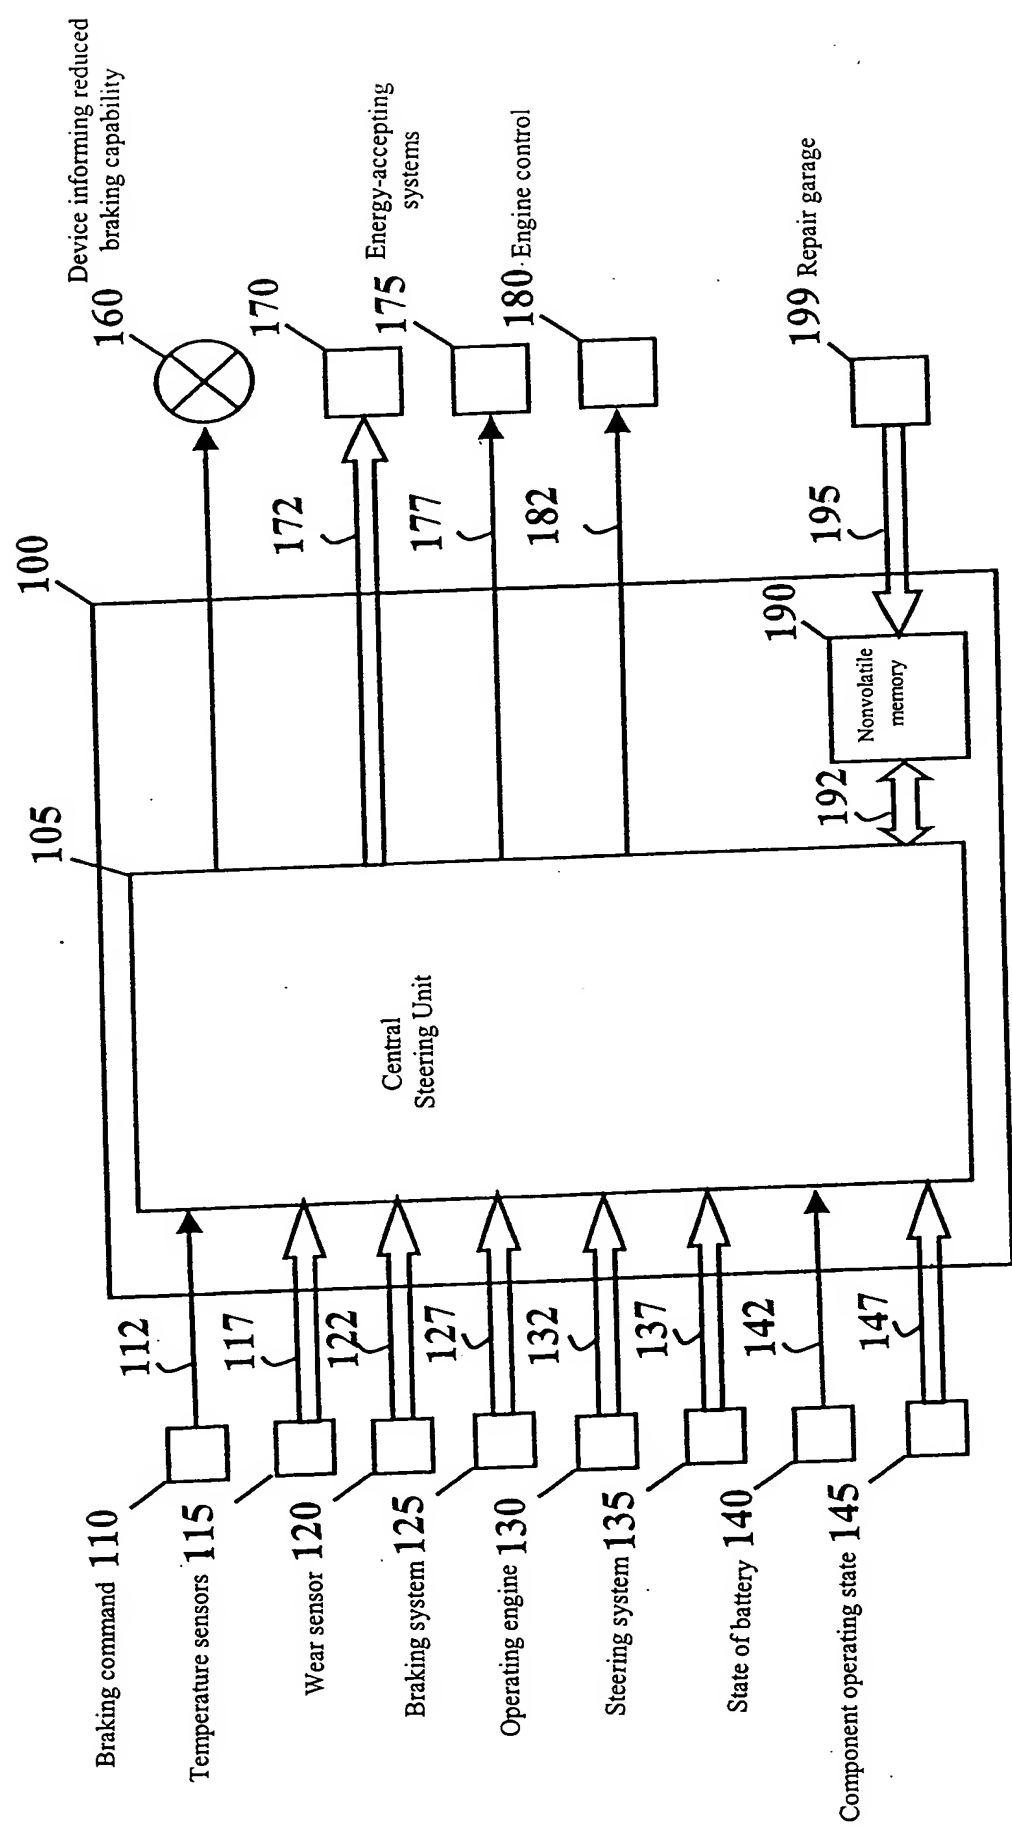 Braking command 110
112
Temperature sensors 115
117
Wear sensor 120
122
Braking system 125
127
Operating engine 130
132
Steering system 135
137
State of battery 140
142
Component operating state 145
147
100
105
Central
Steering Unit
Device informing reduced
braking capability
160
170
172
Energy-accepting
systems
175
177
180 Engine control
182
190
Nonvolatile
memory
192
195
199 Repair garage